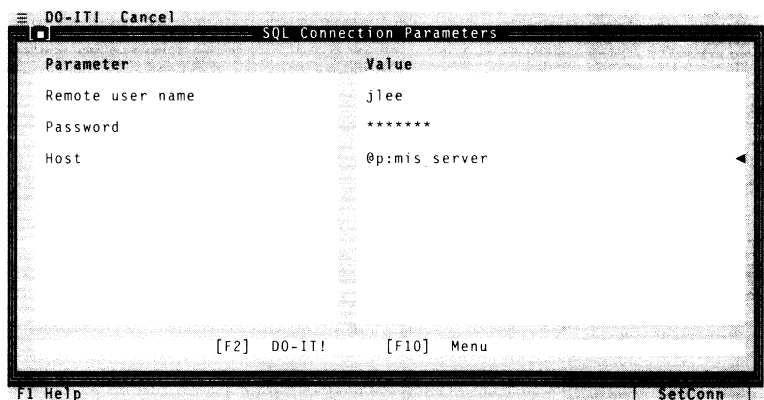 ≡ DO-IT! Cancel
SQL Connection Parameters
Parameter Value
Remote user name jlee
Password *******
Host @p:mis_server
[F2] DO-IT! [F10] Menu
F1 Help SetConn